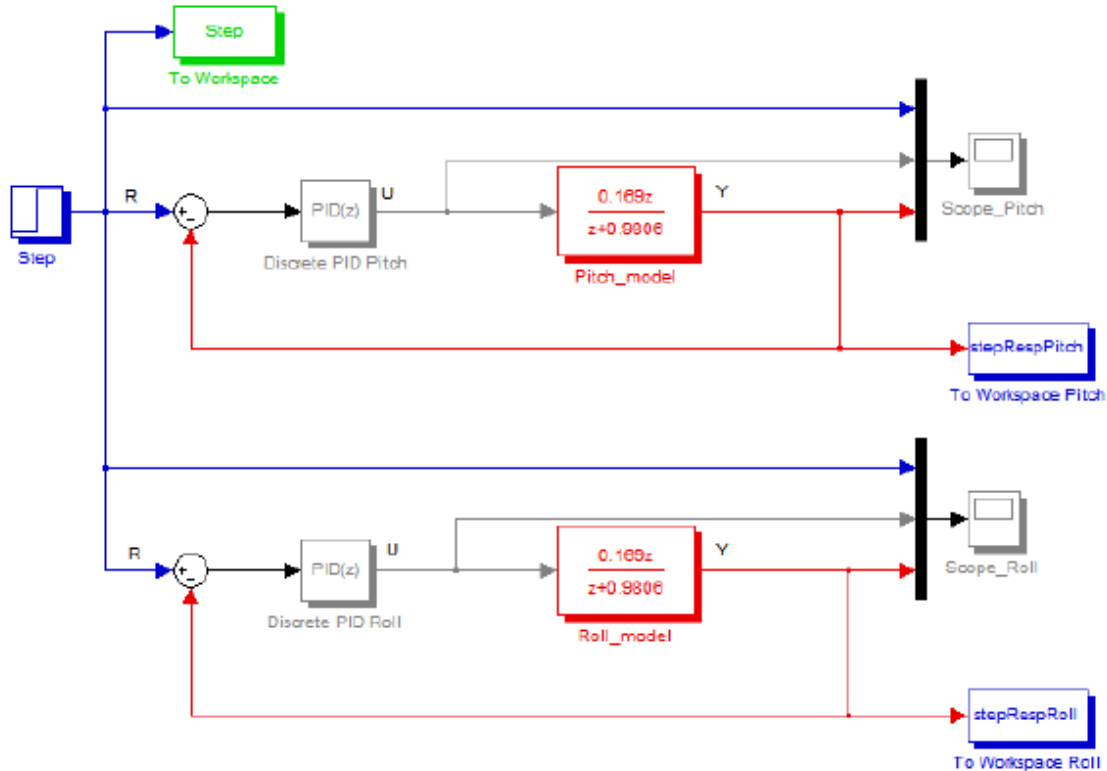 Step
To Workspace
R
+
-
PID(z)
U
0.169z
z+0.9806
Y
Step
Discrete PID Pitch
Pitch_model
Scope_Pitch
stepRespPitch
To Workspace Pitch
R
+
-
PID(z)
U
0.169z
z+0.9806
Y
Discrete PID Roll
Roll_model
Scope_Roll
stepRespRoll
To Workspace Roll